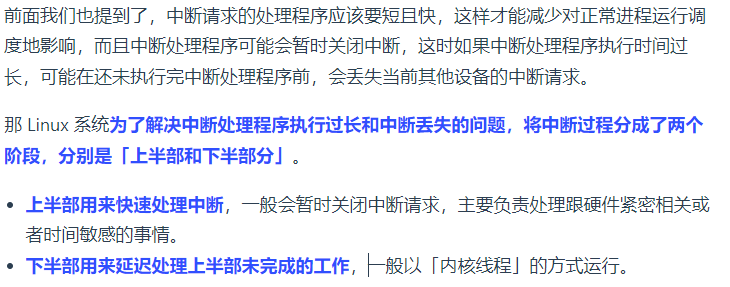 前面我们也提到了，中断请求的处理程序应该要短且快，这样才能减少对正常进程运行调
度地影响，而且中断处理程序可能会暂时关闭中断，这时如果中断处理程序执行时间过
长，可能在还未执行完中断处理程序前，会丢失当前其他设备的中断请求。
那 Linux 系统为了解决中断处理程序执行过长和中断丢失的问题，将中断过程分成了两个
阶段，分别是「上半部和下半部分」。
• 上半部用来快速处理中断，一般会暂时关闭中断请求，主要负责处理跟硬件紧密相关或
者时间敏感的事情。
• 下半部用来延迟处理上半部未完成的工作，一般以「内核线程」的方式运行。